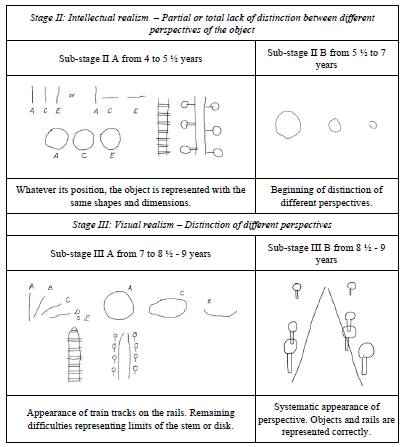 Stage II: Intellectual realism – Partial or total lack of distinction between different
perspectives of the object
Sub-stage II A from 4 to 5 ½ years
Sub-stage II B from 5 ½ to 7
years
A C E or A C E
A C E
Whatever its position, the object is represented with the
same shapes and dimensions.
Beginning of distinction of
different perspectives.
Stage III: Visual realism – Distinction of different perspectives
Sub-stage III A from 7 to 8 ½ - 9
years
Sub-stage III B from 8 ½ - 9
years
A B C D E
A C
Appearance of train tracks on the rails. Remaining
difficulties representing limits of the stem or disk.
Systematic appearance of
perspective. Objects and rails are
represented correctly.